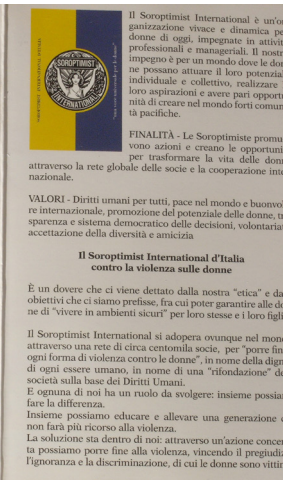 SOROPTIMIST
INTERNATIONAL
Il Soroptimist International è un'or
ganizzazione vivace e dinamica pe
donne di oggi, impegnate in attivit
professionali e manageriali. Il nostr
impegno è per un mondo dove le don
ne possano attuare il loro potenzia
individuale e collettivo, realizzare
loro aspirazioni e avere pari opportu
nità di creare nel mondo forti comun
tà pacifiche.
FINALITÀ - Le Soroptimiste promuo
vono azioni e creano le opportuni
per trasformare la vita delle donn
attraverso la rete globale delle socie e la cooperazione inte
nazionale.
VALORI - Diritti umani per tutti, pace nel mondo e buonvol
re internazionale, promozione del potenziale delle donne, tr
sparenza e sistema democratico delle decisioni, volontariat
accettazione della diversità e amicizia
Il Soroptimist International d'Italia
contro la violenza sulle donne
È un dovere che ci viene dettato dalla nostra "etica" e da
obiettivi che ci siamo prefisse, fra cui poter garantire alle do
ne di "vivere in ambienti sicuri" per loro stesse e i loro figli
Il Soroptimist International si adopera ovunque nel mond
attraverso una rete di circa centomila socie, per "porre fin
ogni forma di violenza contro le donne", in nome della dign
di ogni essere umano, in nome di una "rifondazione" de
società sulla base dei Diritti Umani.
E ognuna di noi ha un ruolo da svolgere: insieme possia
fare la differenza.
Insieme possiamo educare e allevare una generazione c
non farà più ricorso alla violenza.
La soluzione sta dentro di noi: attraverso un'azione concer
ta possiamo porre fine alla violenza, vincendo il pregiudiz
l'ignoranza e la discriminazione, di cui le donne sono vittim